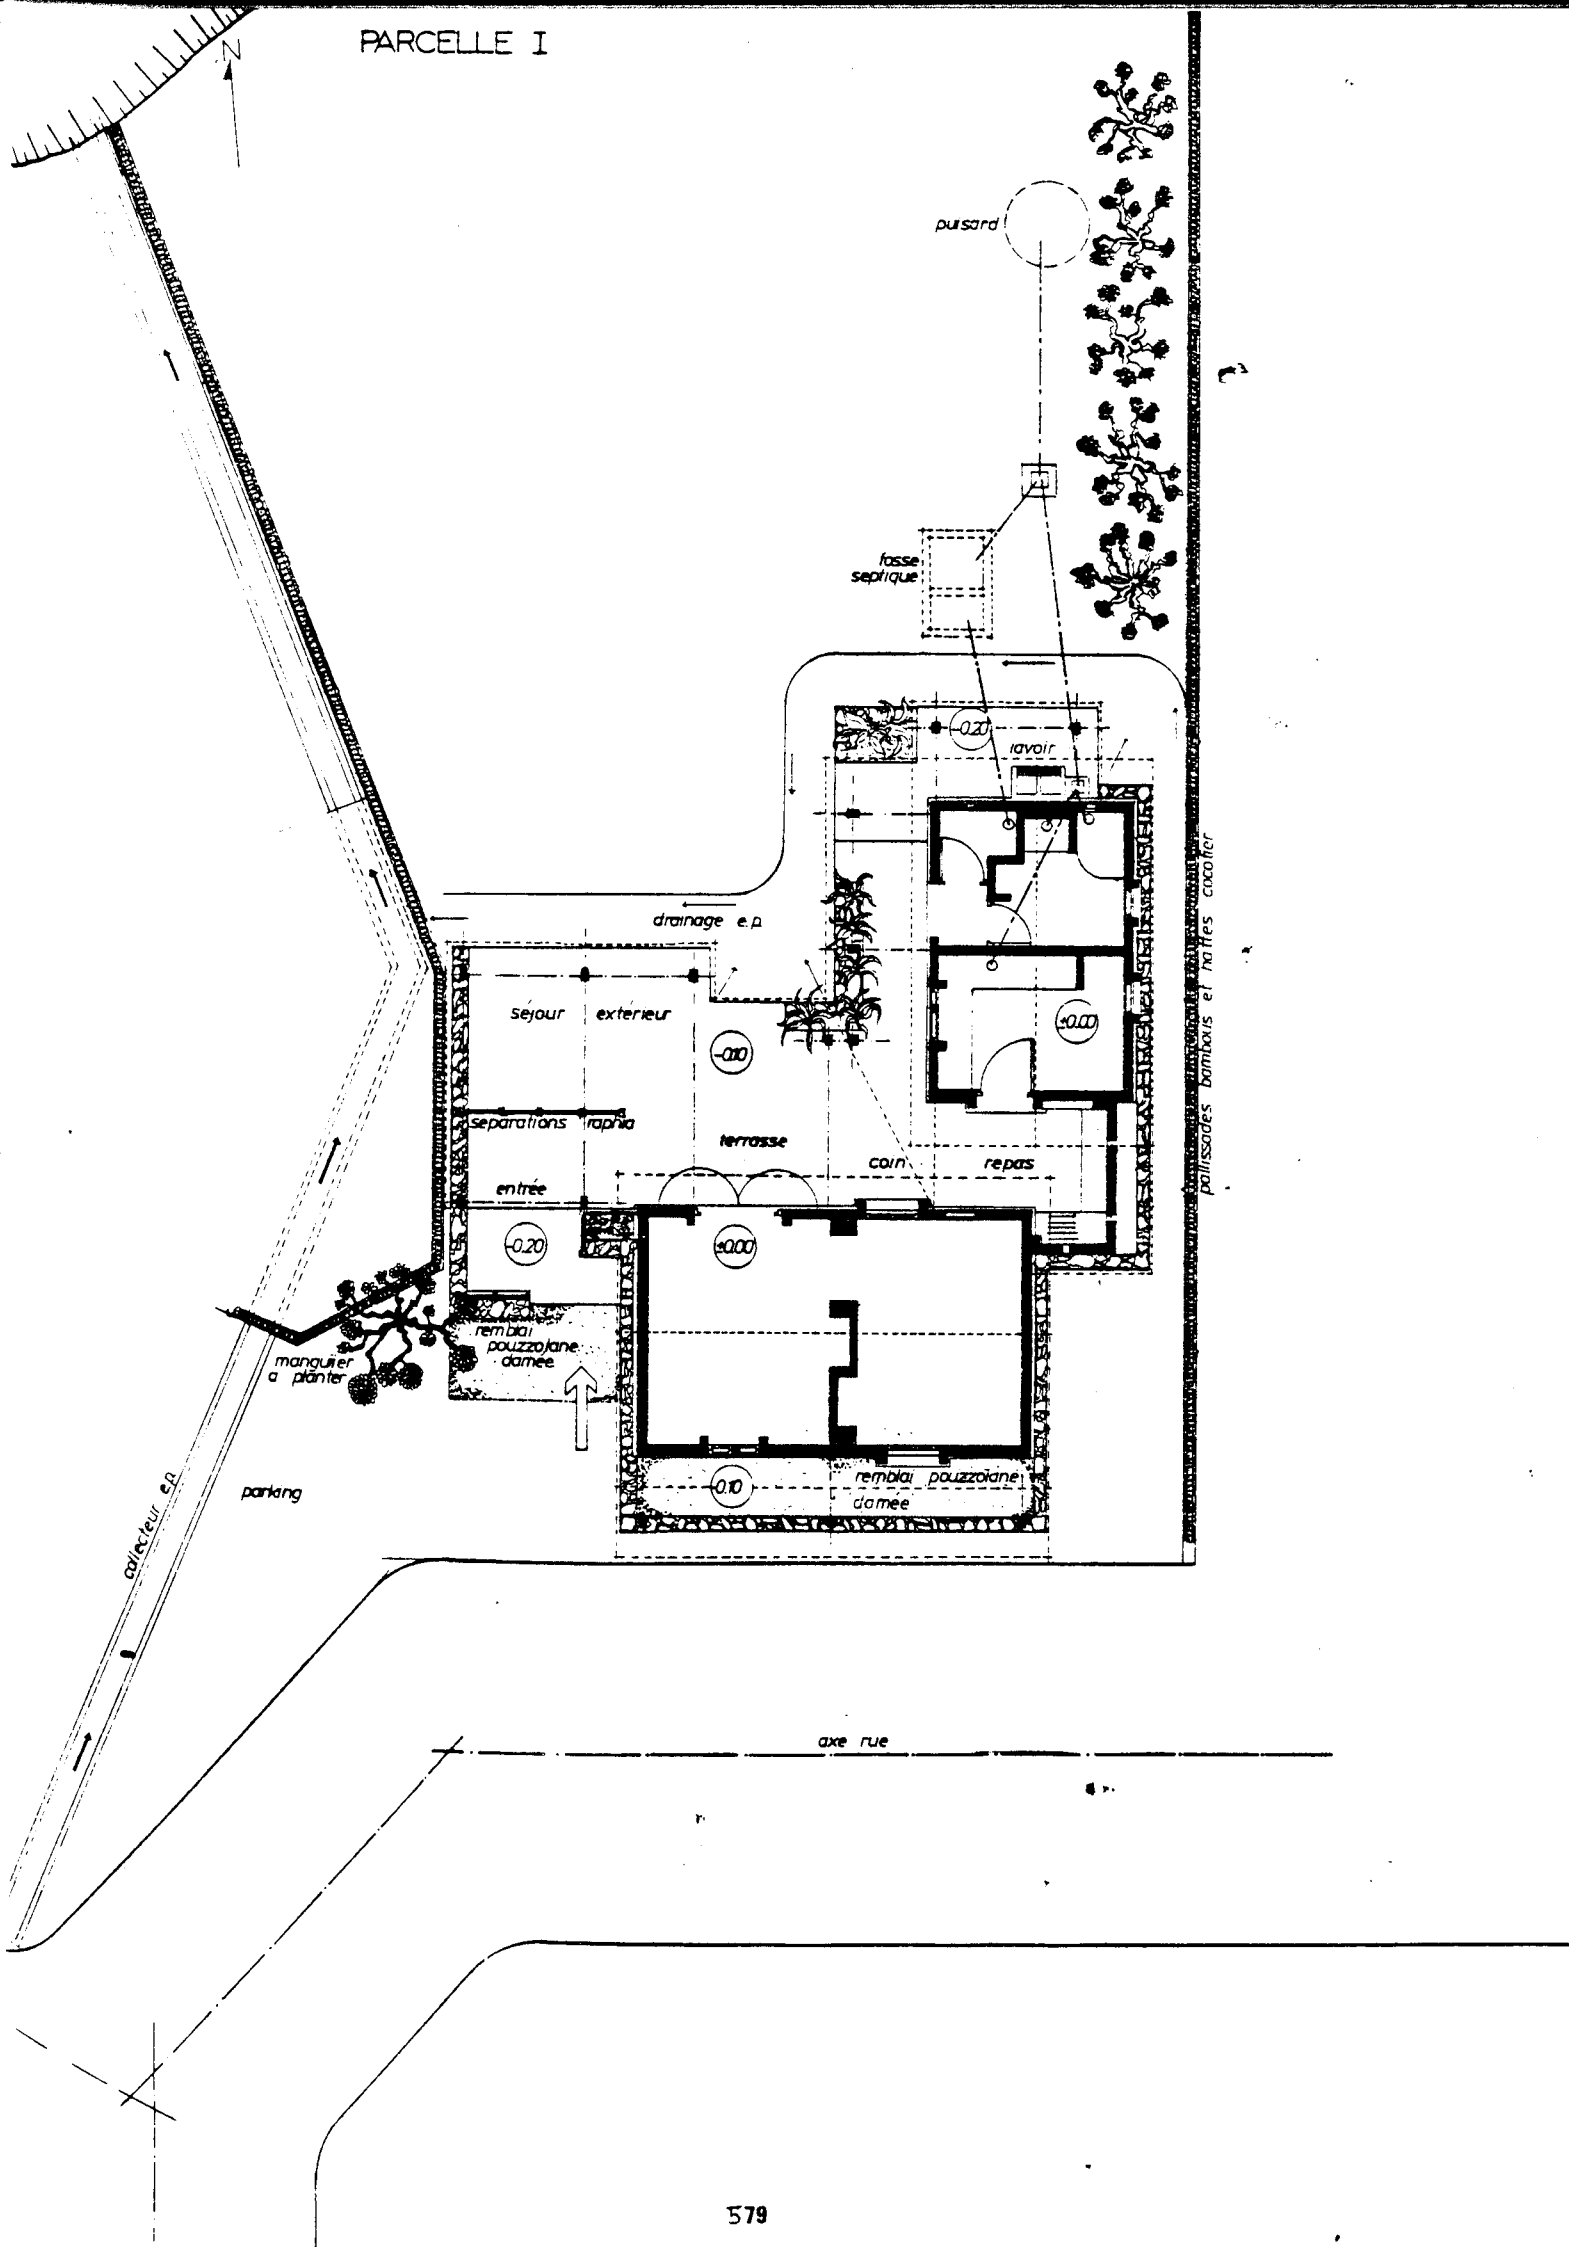 PARCELLE I
N
puisard
fosse
septique
-0.20
lavoir
drainage e.p.
séjour extérieur
-0.10
±0.00
palissades bambous et nattes cocotier
separations raphia
terrasse
coin repas
entrée
-0.20
±0.00
remblai
pouzzolane
damée
manguier
a planter
collecteur e.p.
parking
-0.10
remblai pouzzolane
damée
axe rue
579